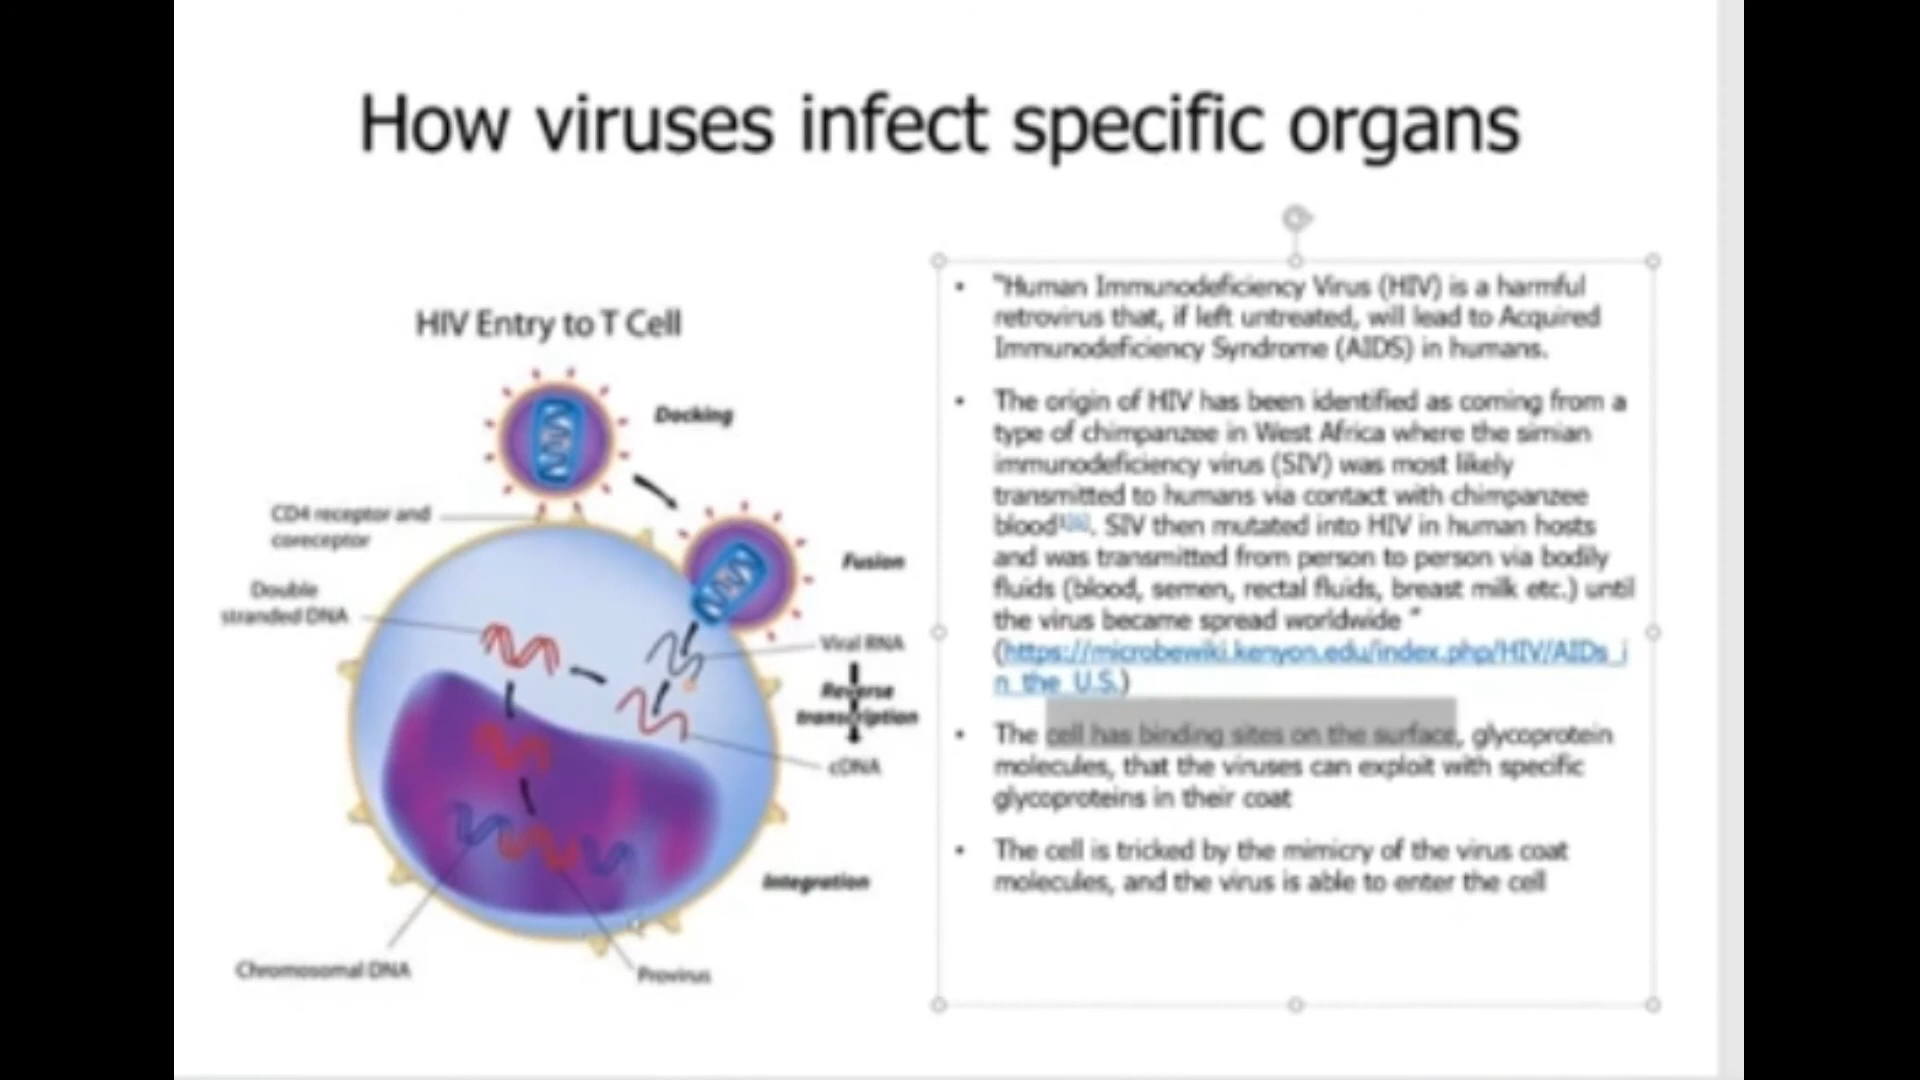 How viruses infect specific organs
HIV Entry to T Cell
Docking
CD4 receptor and
coreceptor
Fusion
Double
stranded DNA
Viral RNA
Reverse
transcription
cDNA
Integration
Chromosomal DNA
Provirus
• "Human Immunodeficiency Virus (HIV) is a harmful
retrovirus that, if left untreated, will lead to Acquired
Immunodeficiency Syndrome (AIDS) in humans.
• The origin of HIV has been identified as coming from a
type of chimpanzee in West Africa where the simian
immunodeficiency virus (SIV) was most likely
transmitted to humans via contact with chimpanzee
blood. SIV then mutated into HIV in human hosts
and was transmitted from person to person via bodily
fluids (blood, semen, rectal fluids, breast milk etc.) until
the virus became spread worldwide "
(https://microbewiki.kenyon.edu/index.php/HIV/AIDs_i
n_the_U.S.)
• The cell has binding sites on the surface, glycoprotein
molecules, that the viruses can exploit with specific
glycoproteins in their coat
• The cell is tricked by the mimicry of the virus coat
molecules, and the virus is able to enter the cell